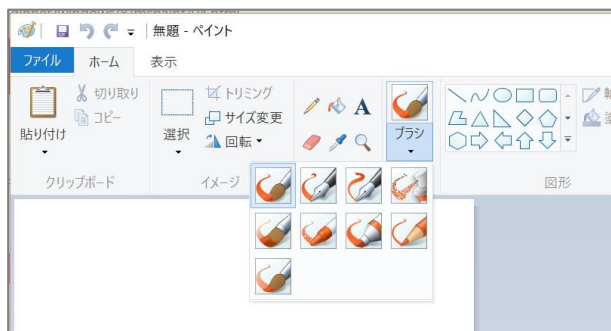 無題 - ペイント
ファイル ホーム 表示
貼り付け
切り取り
コピー
クリップボード
選択
トリミング
サイズ変更
回転
イメージ
A
ブラシ
図形